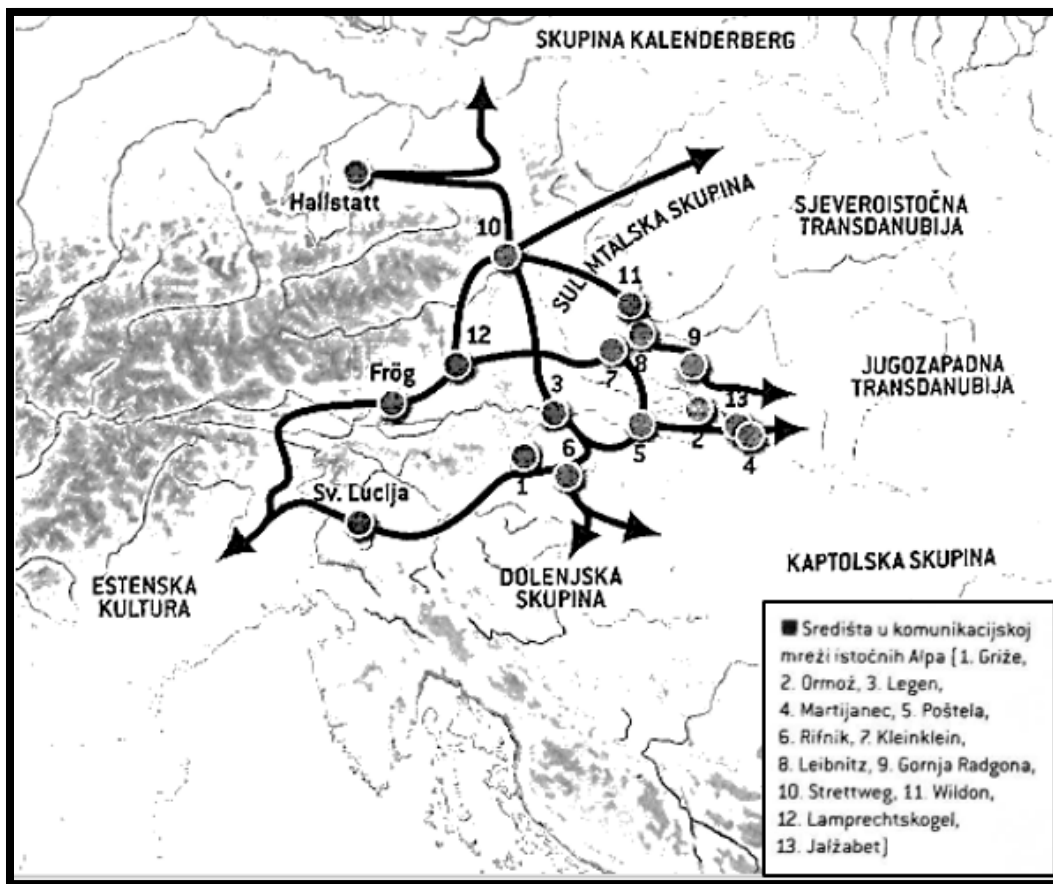 SKUPINA KALENDERBERG
Hallstatt
10
SULMTALSKA SKUPINA
SJEVEROISTOČNA
TRANSDANUBIJA
11
12
Frög
7
8
9
JUGOZAPADNA
TRANSDANUBIJA
3
13
6
5
2
4
1
Sv. Lucija
ESTENSKA
KULTURA
DOLENJSKA
SKUPINA
KAPTOLSKA SKUPINA
Središta u komunikacijskoj
mreži istočnih Alpa [1. Griže,
2. Ormož, 3. Legen,
4. Martijanec, 5. Poštela,
6. Rifnik, 7. Kleinklein,
8. Leibnitz, 9. Gornja Radgona,
10. Strettweg, 11. Wildon,
12. Lamprechtskogel,
13. Jalžabet]